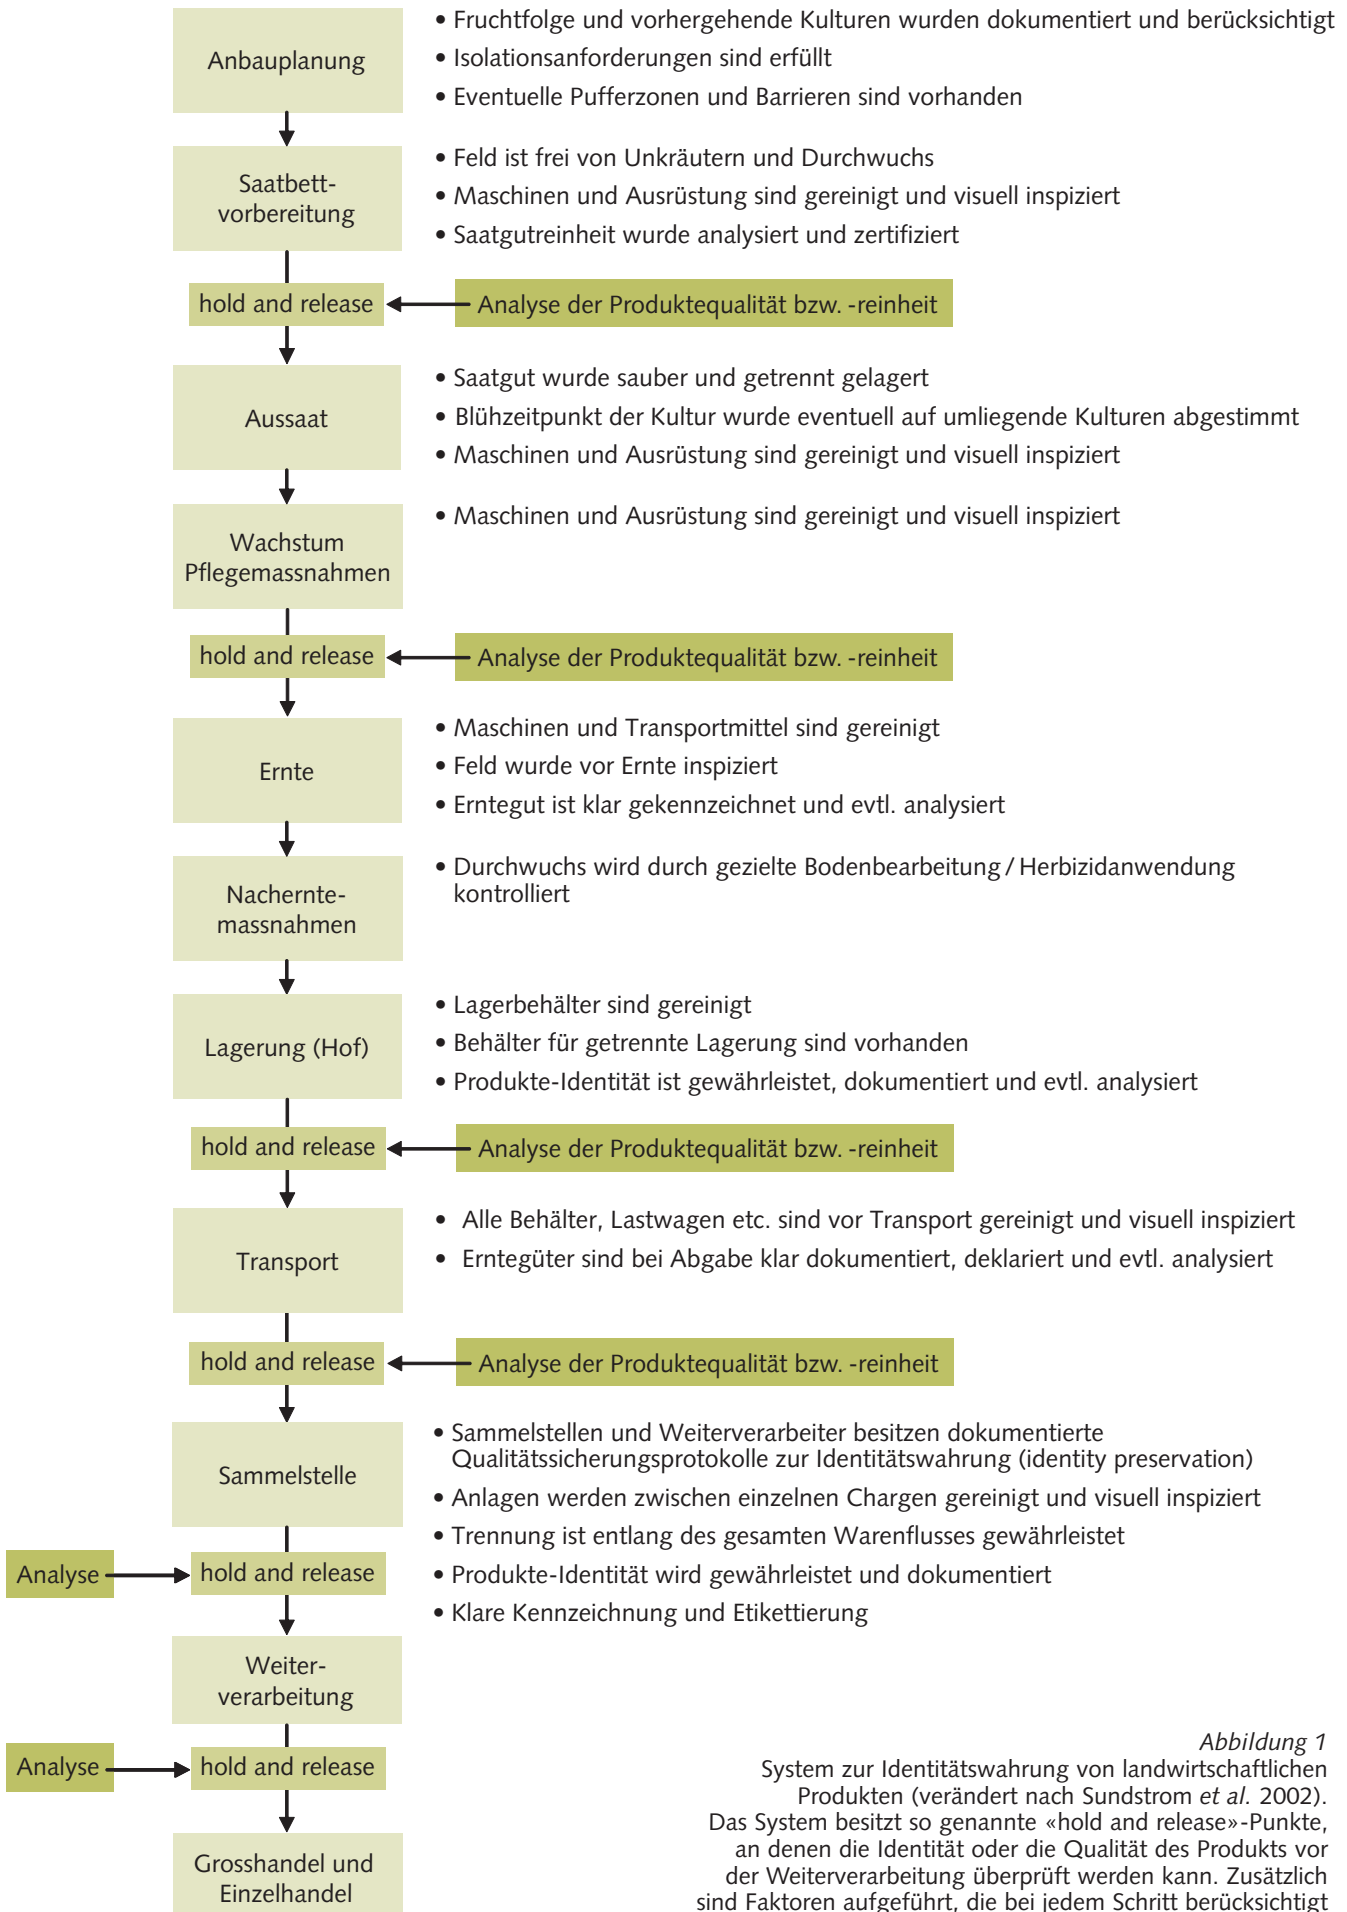 Anbauplanung
• Fruchtfolge und vorhergehende Kulturen wurden dokumentiert und berücksichtigt
• Isolationsanforderungen sind erfüllt
• Eventuelle Pufferzonen und Barrieren sind vorhanden
Saatbett-
vorbereitung
• Feld ist frei von Unkräutern und Durchwuchs
• Maschinen und Ausrüstung sind gereinigt und visuell inspiziert
• Saatgutreinheit wurde analysiert und zertifiziert
hold and release
Analyse der Produktequalität bzw. -reinheit
Aussaat
• Saatgut wurde sauber und getrennt gelagert
• Blühzeitpunkt der Kultur wurde eventuell auf umliegende Kulturen abgestimmt
• Maschinen und Ausrüstung sind gereinigt und visuell inspiziert
Wachstum
Pflegemassnahmen
• Maschinen und Ausrüstung sind gereinigt und visuell inspiziert
hold and release
Analyse der Produktequalität bzw. -reinheit
Ernte
• Maschinen und Transportmittel sind gereinigt
• Feld wurde vor Ernte inspiziert
• Erntegut ist klar gekennzeichnet und evtl. analysiert
Nachernte-
massnahmen
• Durchwuchs wird durch gezielte Bodenbearbeitung / Herbizidanwendung
kontrolliert
Lagerung (Hof)
• Lagerbehälter sind gereinigt
• Behälter für getrennte Lagerung sind vorhanden
• Produkte-Identität ist gewährleistet, dokumentiert und evtl. analysiert
hold and release
Analyse der Produktequalität bzw. -reinheit
Transport
• Alle Behälter, Lastwagen etc. sind vor Transport gereinigt und visuell inspiziert
• Erntegüter sind bei Abgabe klar dokumentiert, deklariert und evtl. analysiert
hold and release
Analyse der Produktequalität bzw. -reinheit
Sammelstelle
• Sammelstellen und Weiterverarbeiter besitzen dokumentierte
Qualitätssicherungsprotokolle zur Identitätswahrung (identity preservation)
• Anlagen werden zwischen einzelnen Chargen gereinigt und visuell inspiziert
• Trennung ist entlang des gesamten Warenflusses gewährleistet
• Produkte-Identität wird gewährleistet und dokumentiert
• Klare Kennzeichnung und Etikettierung
Analyse
hold and release
Weiter-
verarbeitung
Analyse
hold and release
Grosshandel und
Einzelhandel
Abbildung 1
System zur Identitätswahrung von landwirtschaftlichen
Produkten (verändert nach Sundstrom et al. 2002).
Das System besitzt so genannte «hold and release»-Punkte,
an denen die Identität oder die Qualität des Produkts vor
der Weiterverarbeitung überprüft werden kann. Zusätzlich
sind Faktoren aufgeführt, die bei jedem Schritt berücksichtigt